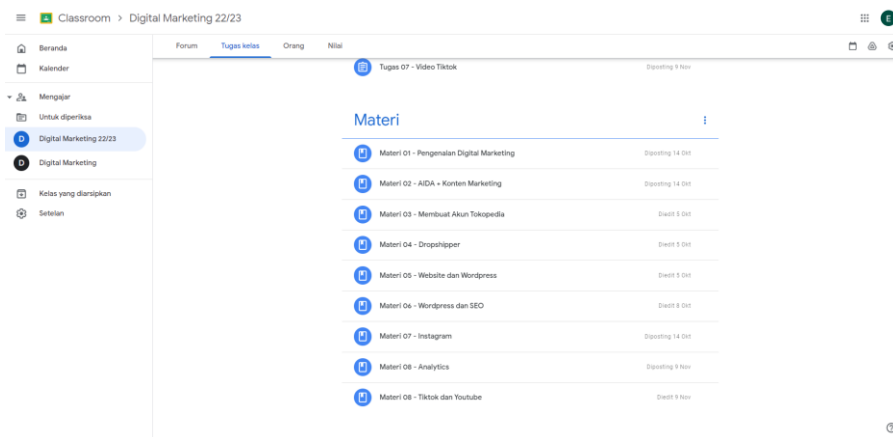 Classroom > Digital Marketing 22/23
E
Beranda
Kalender
Mengajar
Untuk diperiksa
D Digital Marketing 22/23
D Digital Marketing
Kelas yang diarsipkan
Setelan
Forum Tugas kelas Orang Nilai
Tugas 07 - Video Tiktok Diposting 9 Nov
Materi
Materi 01 - Pengenalan Digital Marketing Diposting 14 Okt
Materi 02 - AIDA + Konten Marketing Diposting 14 Okt
Materi 03 - Membuat Akun Tokopedia Diedit 5 Okt
Materi 04 - Dropshipper Diedit 5 Okt
Materi 05 - Website dan Wordpress Diedit 5 Okt
Materi 06 - Wordpress dan SEO Diedit 8 Okt
Materi 07 - Instagram Diposting 14 Okt
Materi 08 - Analytics Diposting 9 Nov
Materi 08 - Tiktok dan Youtube Diedit 9 Nov